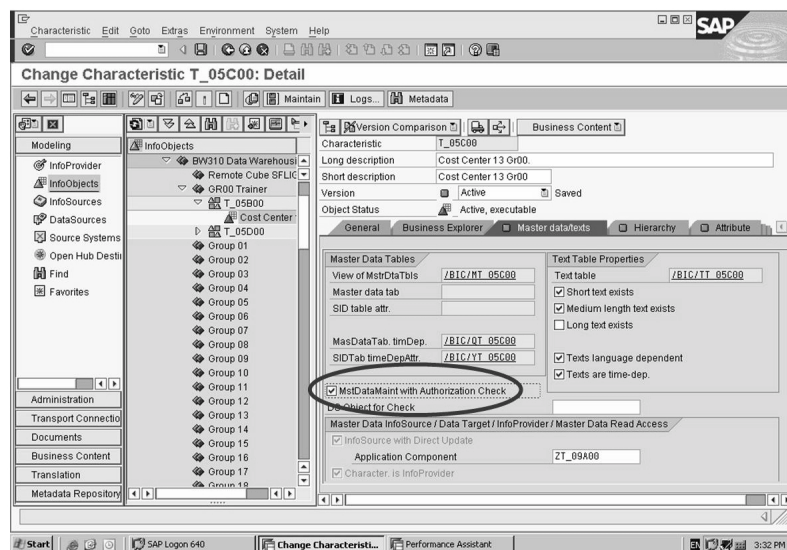 Characteristic Edit Goto Extras Environment System Help
SAP
Change Characteristic T_05C00: Detail
Maintain Logs... Metadata
Version Comparison Business Content
Modeling
InfoProvider
InfoObjects
InfoSources
DataSources
Source Systems
Open Hub Destin
Find
Favorites
Administration
Transport Connectio
Documents
Business Content
Translation
Metadata Repository
InfoObjects
BW310 Data Warehousi
Remote Cube SFLIG
GR00 Trainer
T_05B00
Cost Center
T_05D00
Group 01
Group 02
Group 03
Group 04
Group 05
Group 06
Group 07
Group 08
Group 09
Group 10
Group 11
Group 12
Group 13
Group 14
Group 15
Group 16
Group 17
Group 18
Characteristic T_05C00
Long description Cost Center 13 Gr00.
Short description Cost Center 13 Gr00
Version Active Saved
Object Status Active, executable
General Business Explorer Master data/texts Hierarchy Attribute
Master Data Tables
View of MstrDtaTbls /BIC/MT_05C00
Master data tab
SID table attr.
MasDataTab. timDep. /BIC/QT_05C00
SIDTab timeDepAttr. /BIC/YT_05C00
Text Table Properties
Text table /BIC/TT_05C00
Short text exists
Medium length text exists
Long text exists
Texts language dependent
Texts are time-dep.
MstDataMaint with Authorization Check
DS Object for Check
Master Data InfoSource / Data Target / InfoProvider / Master Data Read Access
InfoSource with Direct Update
Application Component ZT_09A00
Character. is InfoProvider
Start SAP Logon 640 Change Characteristi... Performance Assistant 3:32 PM